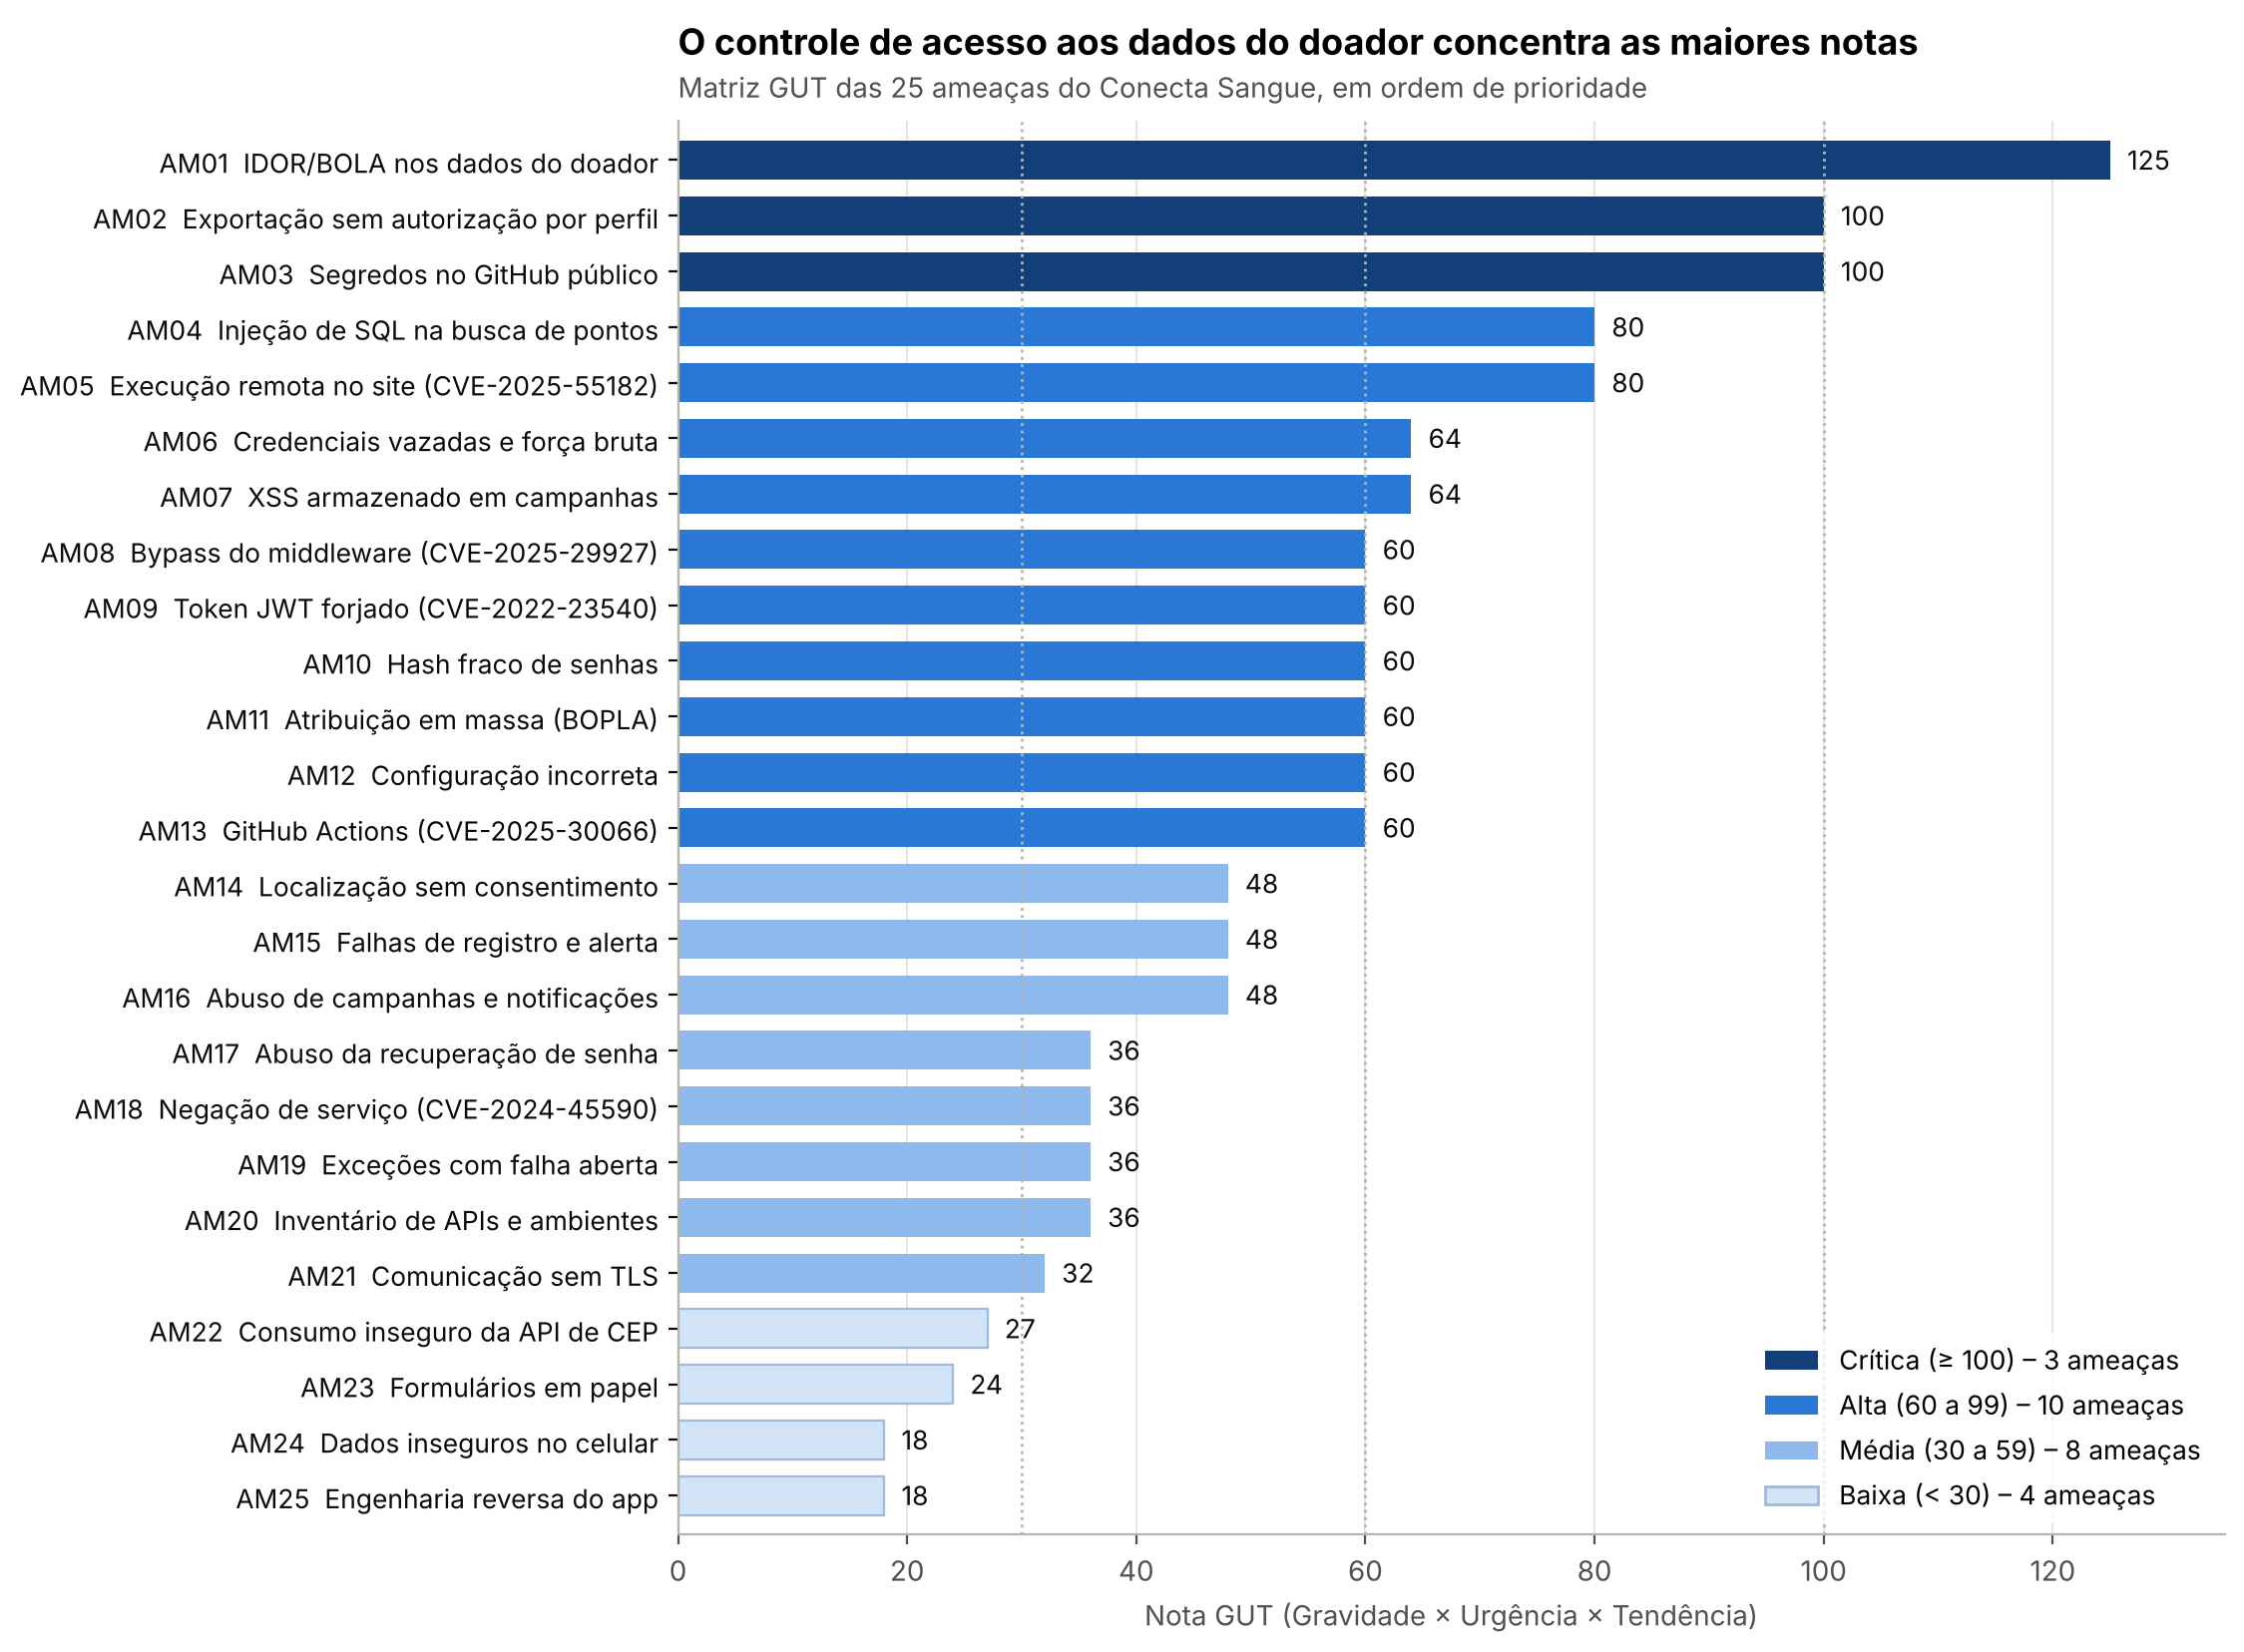 O controle de acesso aos dados do doador concentra as maiores notas
Matriz GUT das 25 ameaças do Conecta Sangue, em ordem de prioridade
AM01 IDOR/BOLA nos dados do doador 125
AM02 Exportação sem autorização por perfil 100
AM03 Segredos no GitHub público 100
AM04 Injeção de SQL na busca de pontos 80
AM05 Execução remota no site (CVE-2025-55182) 80
AM06 Credenciais vazadas e força bruta 64
AM07 XSS armazenado em campanhas 64
AM08 Bypass do middleware (CVE-2025-29927) 60
AM09 Token JWT forjado (CVE-2022-23540) 60
AM10 Hash fraco de senhas 60
AM11 Atribuição em massa (BOPLA) 60
AM12 Configuração incorreta 60
AM13 GitHub Actions (CVE-2025-30066) 60
AM14 Localização sem consentimento 48
AM15 Falhas de registro e alerta 48
AM16 Abuso de campanhas e notificações 48
AM17 Abuso da recuperação de senha 36
AM18 Negação de serviço (CVE-2024-45590) 36
AM19 Exceções com falha aberta 36
AM20 Inventário de APIs e ambientes 36
AM21 Comunicação sem TLS 32
AM22 Consumo inseguro da API de CEP 27
AM23 Formulários em papel 24
AM24 Dados inseguros no celular 18
AM25 Engenharia reversa do app 18
Crítica (≥ 100) – 3 ameaças
Alta (60 a 99) – 10 ameaças
Média (30 a 59) – 8 ameaças
Baixa (< 30) – 4 ameaças
0 20 40 60 80 100 120
Nota GUT (Gravidade × Urgência × Tendência)